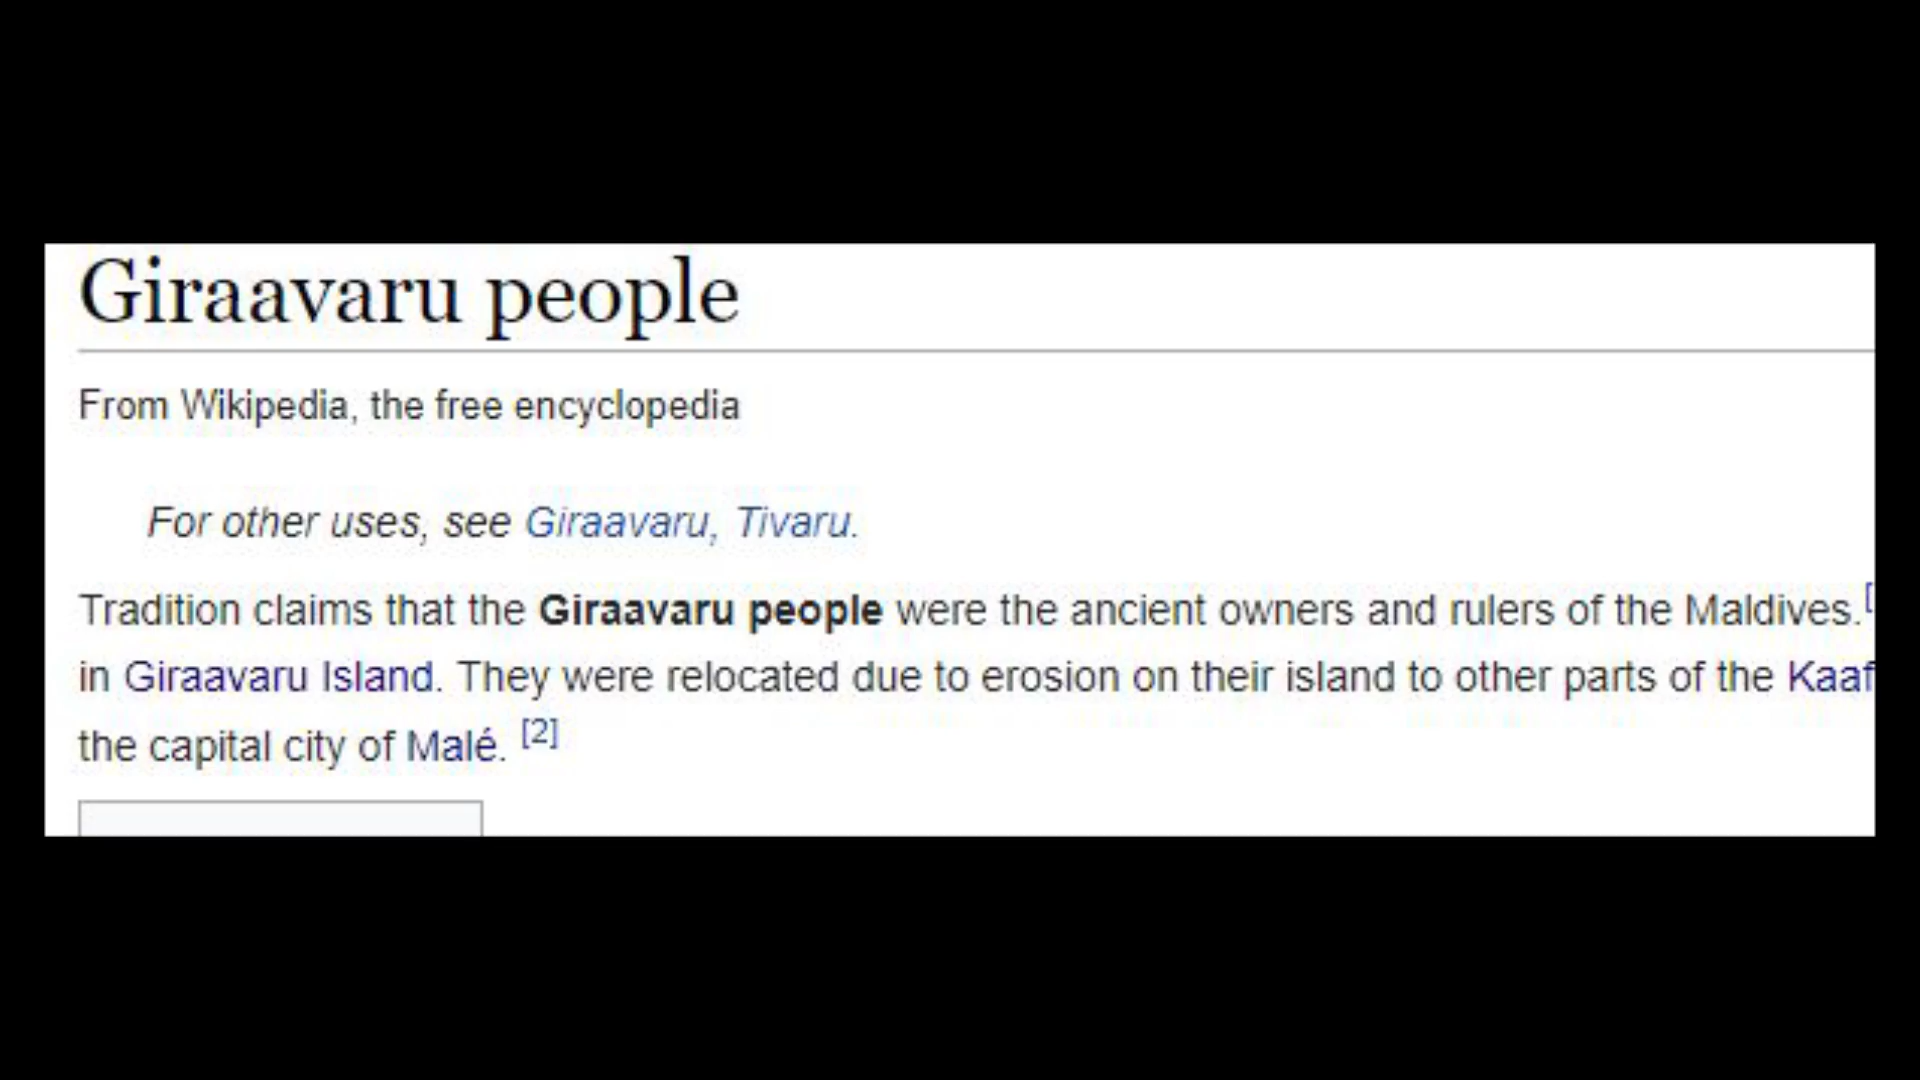 Giraavaru people
From Wikipedia, the free encyclopedia
For other uses, see Giraavaru, Tivaru.
Tradition claims that the Giraavaru people were the ancient owners and rulers of the Maldives.[
in Giraavaru Island. They were relocated due to erosion on their island to other parts of the Kaaf
the capital city of Malé. [2]